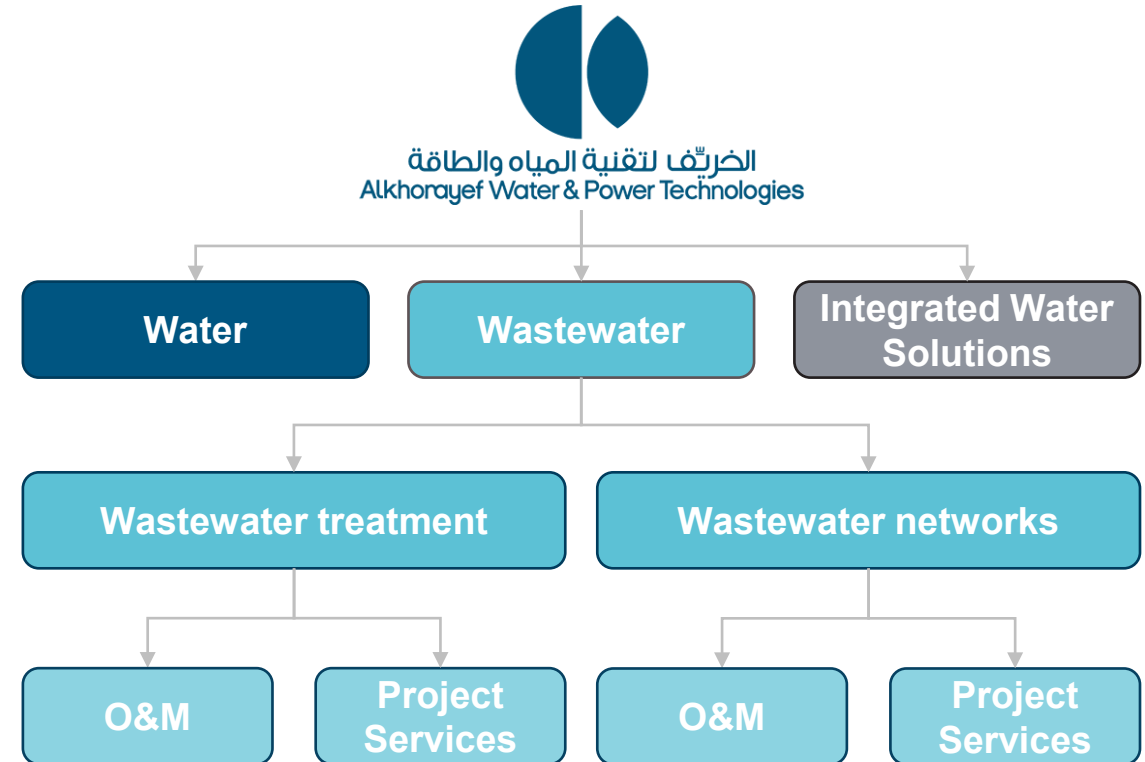 الخريّف لتقنية المياه والطاقة
Alkhorayef Water & Power Technologies
Water
Wastewater
Integrated Water
Solutions
Wastewater treatment
Wastewater networks
O&M
Project
Services
O&M
Project
Services